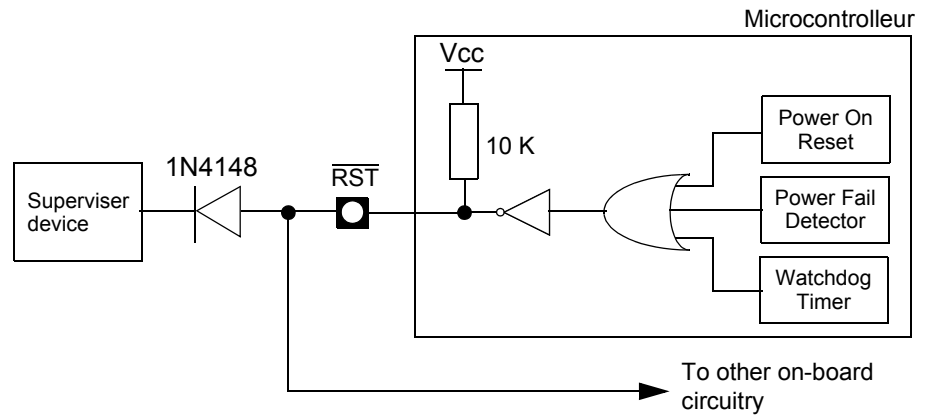 Microcontrolleur
Vcc
10 K
Power On
Reset
1N4148
RST
Superviser
device
Power Fail
Detector
Watchdog
Timer
To other on-board
circuitry